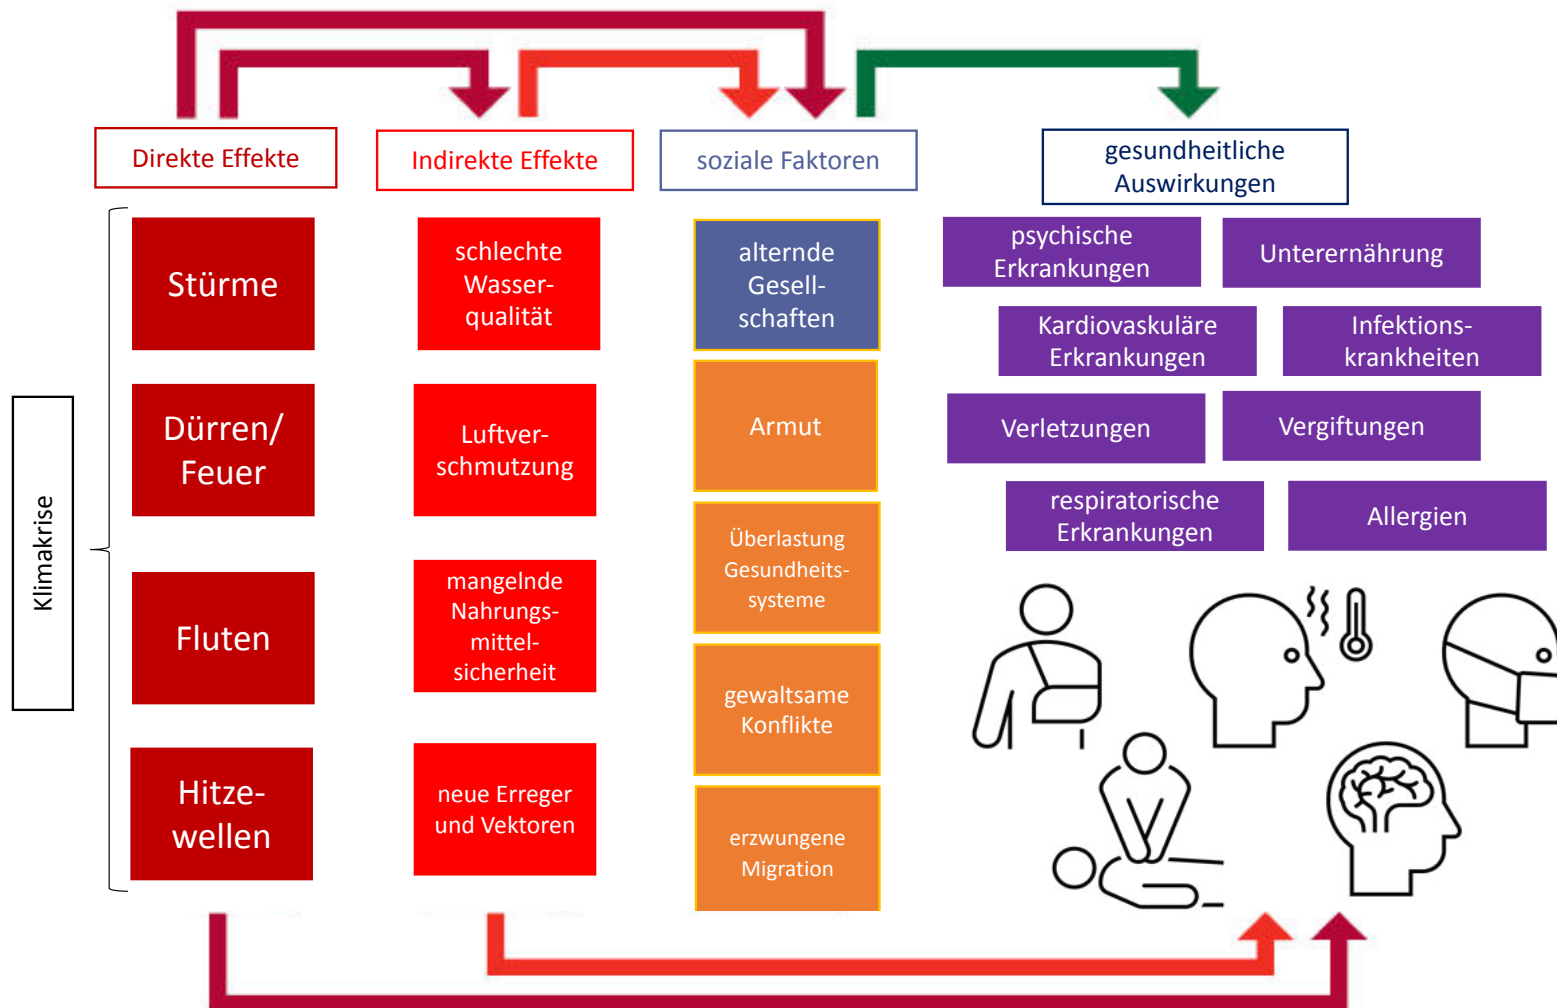 Direkte Effekte
Indirekte Effekte
soziale Faktoren
gesundheitliche
Auswirkungen
Klimakrise
Stürme
Dürren/
Feuer
Fluten
Hitze-
wellen
schlechte
Wasser-
qualität
Luftver-
schmutzung
mangelnde
Nahrungs-
mittel-
sicherheit
neue Erreger
und Vektoren
alternde
Gesell-
schaften
Armut
Überlastung
Gesundheits-
systeme
gewaltsame
Konflikte
erzwungene
Migration
psychische
Erkrankungen
Unterernährung
Kardiovaskuläre
Erkrankungen
Infektions-
krankheiten
Verletzungen
Vergiftungen
respiratorische
Erkrankungen
Allergien